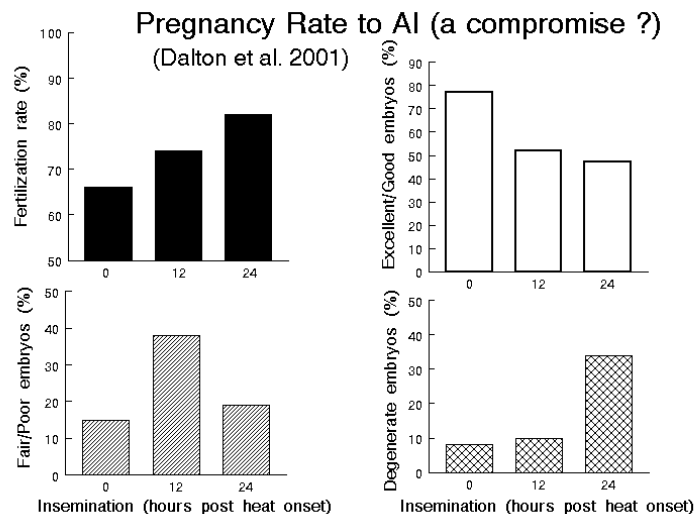 Pregnancy Rate to AI (a compromise ?)
(Dalton et al. 2001)
Fertilization rate (%)
100
90
80
70
60
50
0 12 24
Excellent/Good embryos (%)
90
80
70
60
50
40
30
20
10
0
0 12 24
Fair/Poor embryos (%)
50
40
30
20
10
0
0 12 24
Insemination (hours post heat onset)
Degenerate embryos (%)
50
40
30
20
10
0
0 12 24
Insemination (hours post heat onset)